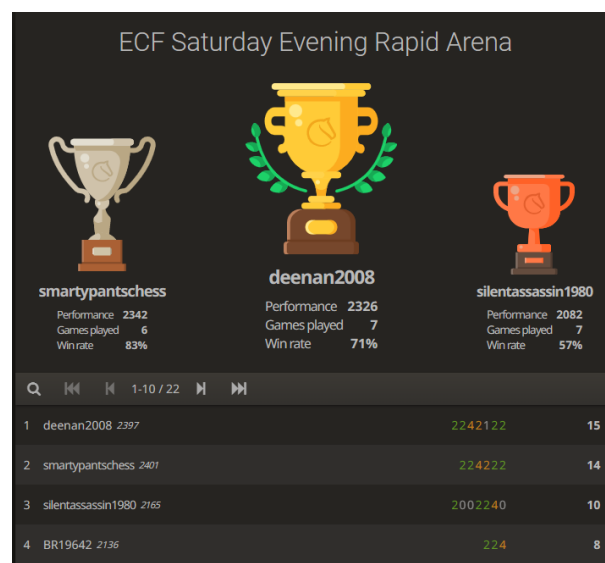 ECF Saturday Evening Rapid Arena
smartypantschess
Performance 2342
Games played 6
Win rate 83%
deenan2008
Performance 2326
Games played 7
Win rate 71%
silentassassin1980
Performance 2082
Games played 7
Win rate 57%
1-10 / 22
1 deenan2008 2397 2242122 15
2 smartypantschess 2401 224222 14
3 silentassassin1980 2165 2002240 10
4 BR19642 2136 224 8